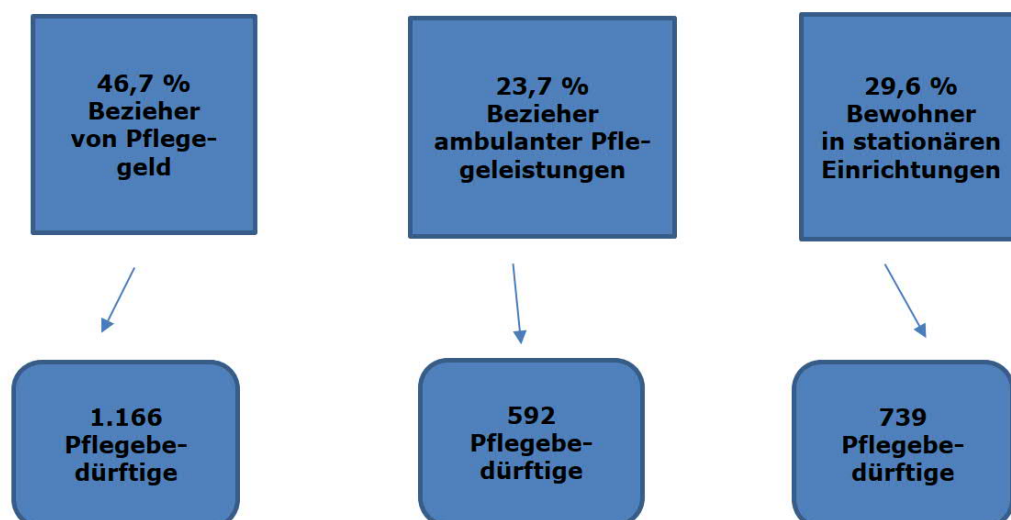 46,7 %
Bezieher
von Pflege-
geld
23,7 %
Bezieher
ambulanter Pfle-
geleistungen
29,6 %
Bewohner
in stationären
Einrichtungen
1.166
Pflegebe-
dürftige
592
Pflegebe-
dürftige
739
Pflegebe-
dürftige